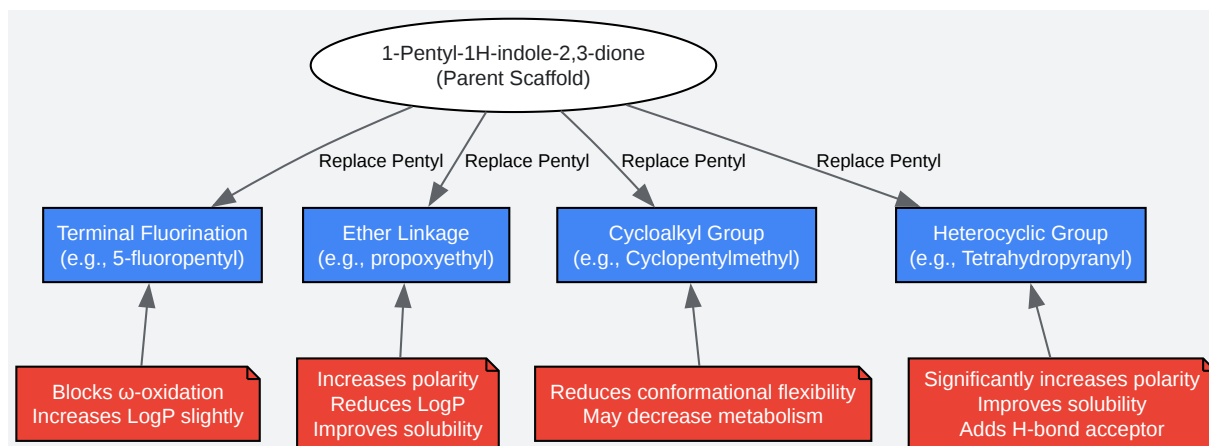 1-Pentyl-1H-indole-2,3-dione
(Parent Scaffold)
Replace Pentyl
Replace Pentyl
Replace Pentyl
Replace Pentyl
Terminal Fluorination
(e.g., 5-fluoropentyl)
Ether Linkage
(e.g., propoxyethyl)
Cycloalkyl Group
(e.g., Cyclopentylmethyl)
Heterocyclic Group
(e.g., Tetrahydropyranyl)
Blocks ω-oxidation
Increases LogP slightly
Increases polarity
Reduces LogP
Improves solubility
Reduces conformational flexibility
May decrease metabolism
Significantly increases polarity
Improves solubility
Adds H-bond acceptor